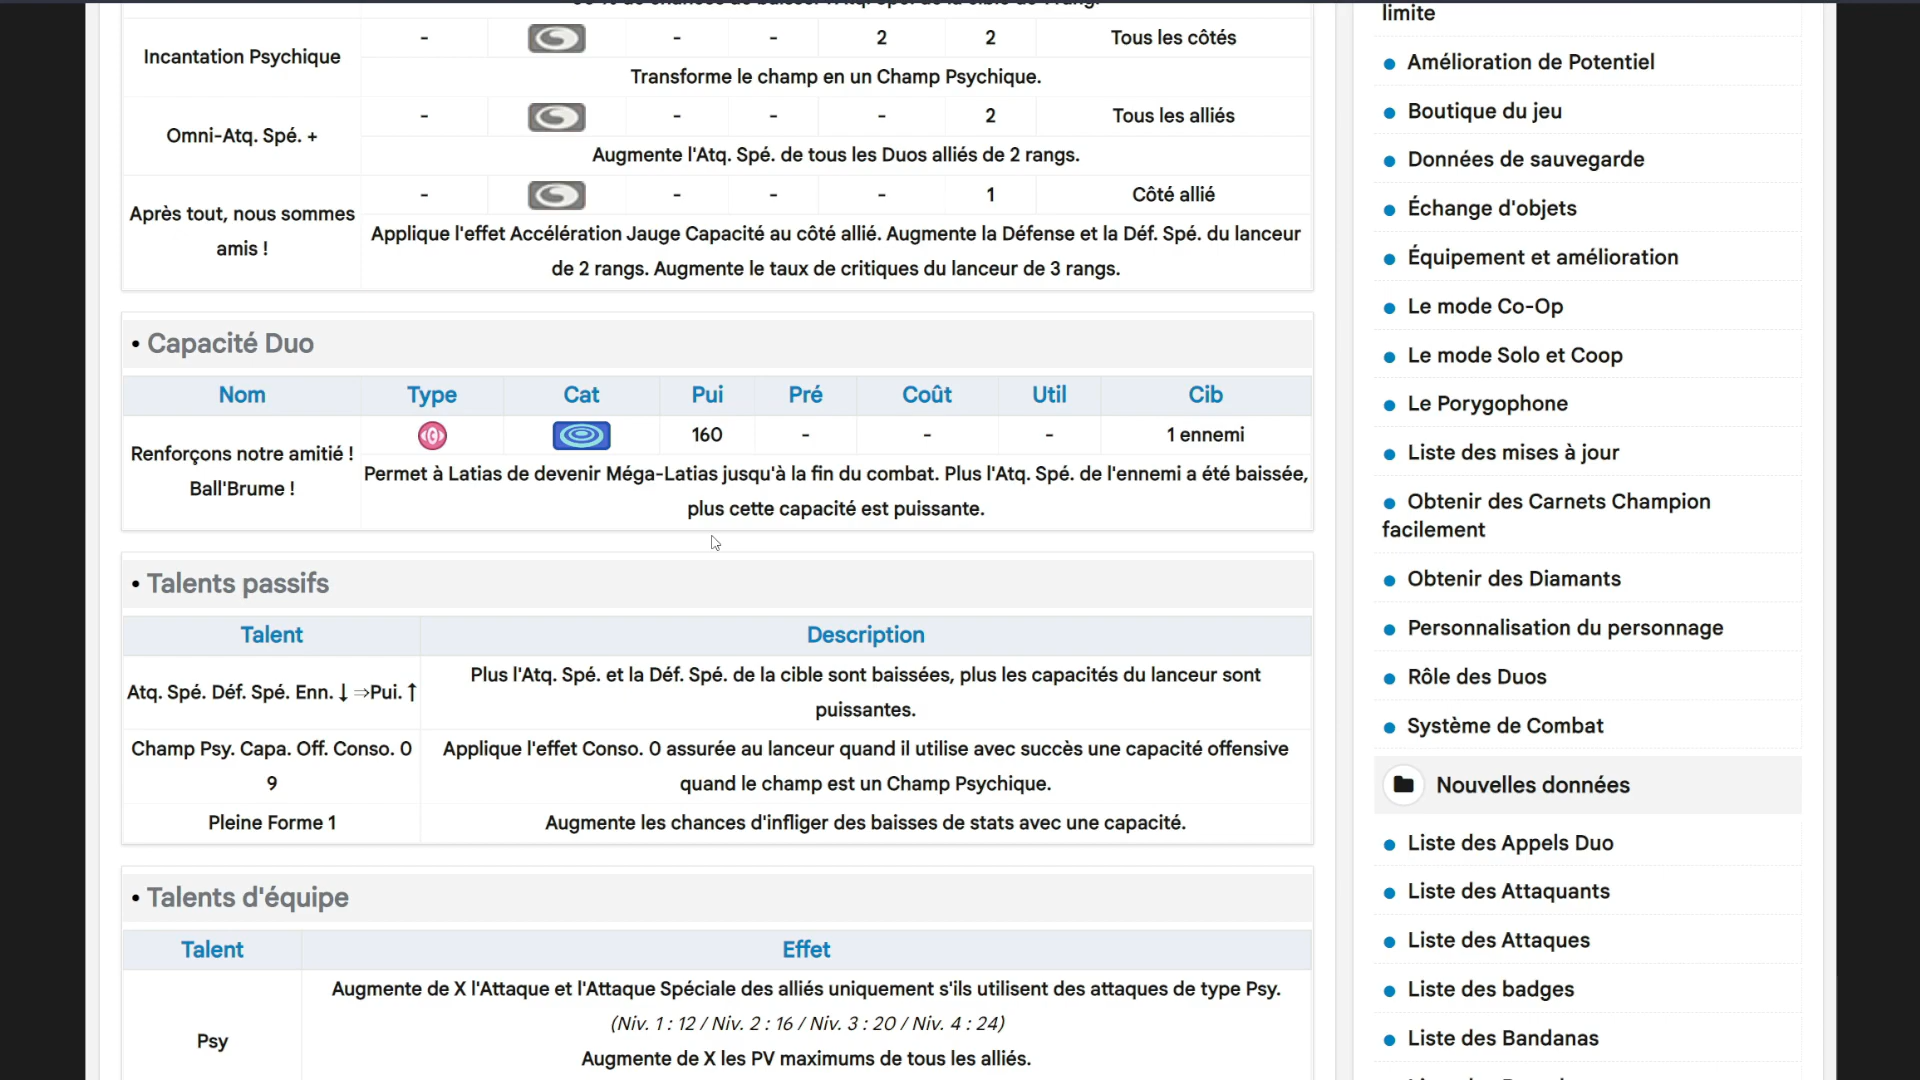 limite
Incantation Psychique
-
-
-
2
2
Tous les côtés
Transforme le champ en un Champ Psychique.
Omni-Atq. Spé. +
-
-
-
-
2
Tous les alliés
Augmente l'Atq. Spé. de tous les Duos alliés de 2 rangs.
Après tout, nous sommes
amis !
-
-
-
-
1
Côté allié
Applique l'effet Accélération Jauge Capacité au côté allié. Augmente la Défense et la Déf. Spé. du lanceur
de 2 rangs. Augmente le taux de critiques du lanceur de 3 rangs.
• Capacité Duo
Nom
Type
Cat
Pui
Pré
Coût
Util
Cib
Renforçons notre amitié !
Ball'Brume !
160
-
-
-
1 ennemi
Permet à Latias de devenir Méga-Latias jusqu'à la fin du combat. Plus l'Atq. Spé. de l'ennemi a été baissée,
plus cette capacité est puissante.
• Talents passifs
Talent
Description
Atq. Spé. Déf. Spé. Enn.↓⇒Pui.↑
Plus l'Atq. Spé. et la Déf. Spé. de la cible sont baissées, plus les capacités du lanceur sont
puissantes.
Champ Psy. Capa. Off. Conso. 0
9
Applique l'effet Conso. 0 assurée au lanceur quand il utilise avec succès une capacité offensive
quand le champ est un Champ Psychique.
Pleine Forme 1
Augmente les chances d'infliger des baisses de stats avec une capacité.
• Talents d'équipe
Talent
Effet
Psy
Augmente de X l'Attaque et l'Attaque Spéciale des alliés uniquement s'ils utilisent des attaques de type Psy.
(Niv. 1 : 12 / Niv. 2 : 16 / Niv. 3 : 20 / Niv. 4 : 24)
Augmente de X les PV maximums de tous les alliés.
Amélioration de Potentiel
Boutique du jeu
Données de sauvegarde
Échange d'objets
Équipement et amélioration
Le mode Co-Op
Le mode Solo et Coop
Le Porygophone
Liste des mises à jour
Obtenir des Carnets Champion
facilement
Obtenir des Diamants
Personnalisation du personnage
Rôle des Duos
Système de Combat
Nouvelles données
Liste des Appels Duo
Liste des Attaquants
Liste des Attaques
Liste des badges
Liste des Bandanas